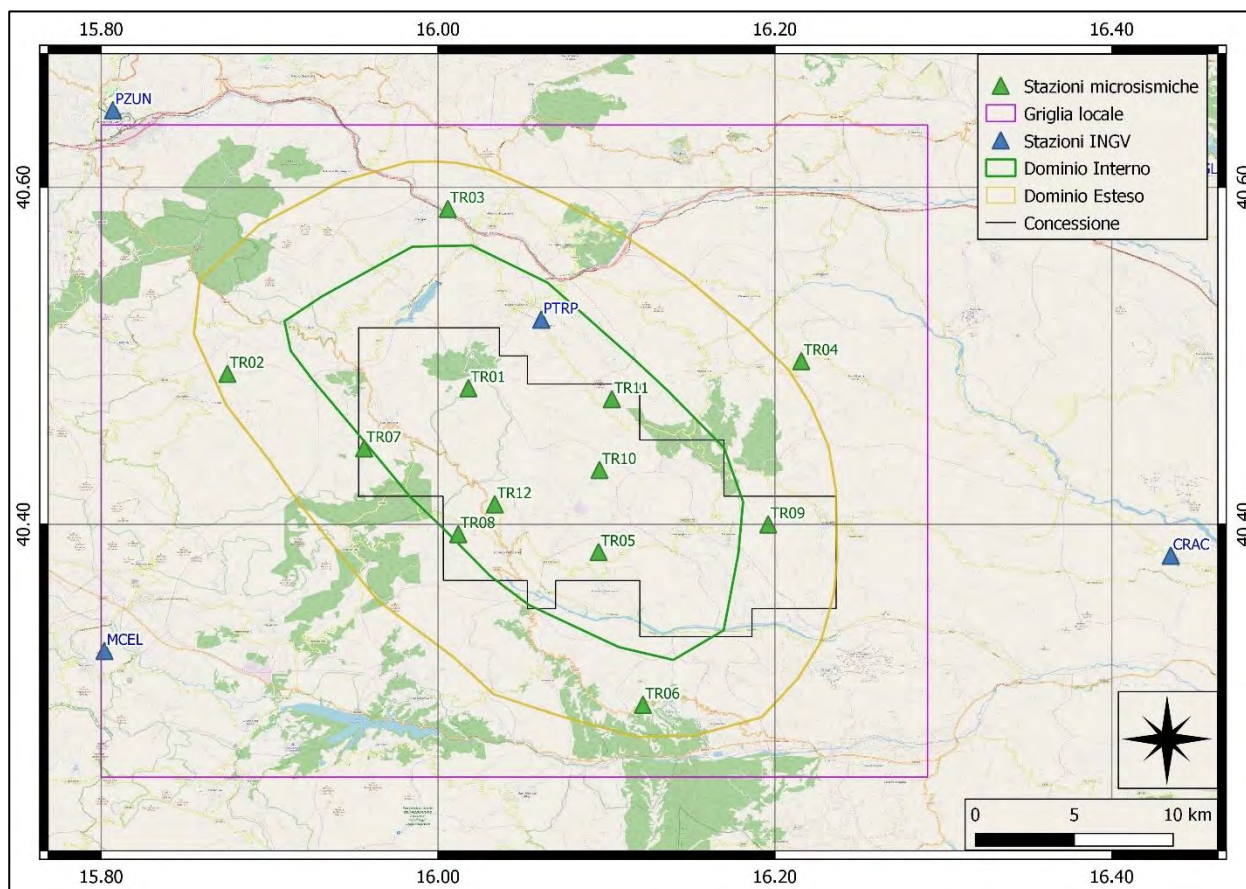 15.80 16.00 16.20 16.40
PZUN
Stazioni microsismiche
Griglia locale
Stazioni INGV
Dominio Interno
Dominio Esteso
Concessione
GL
40.60 40.60
TR03
PTRP
TR04
TR02
TR01
TR11
TR07
TR10
TR12
TR08
TR09
40.40 40.40
TR05
CRAC
MCEL
TR06
0 5 10 km
15.80 16.00 16.20 16.40